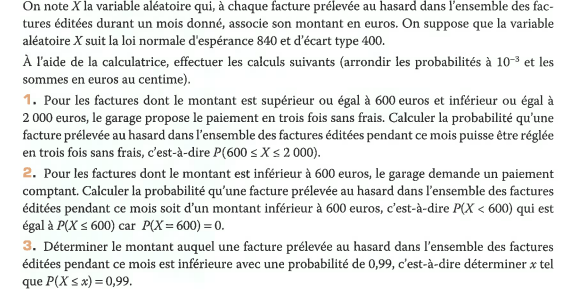 On note X la variable aléatoire qui, à chaque facture prélevée au hasard dans l'ensemble des fac-
tures éditées durant un mois donné, associe son montant en euros. On suppose que la variable
aléatoire X suit la loi normale d'espérance 840 et d'écart type 400.
À l'aide de la calculatrice, effectuer les calculs suivants (arrondir les probabilités à 10⁻³ et les
sommes en euros au centime).
1. Pour les factures dont le montant est supérieur ou égal à 600 euros et inférieur ou égal à
2 000 euros, le garage propose le paiement en trois fois sans frais. Calculer la probabilité qu'une
facture prélevée au hasard dans l'ensemble des factures éditées pendant ce mois puisse être réglée
en trois fois sans frais, c'est-à-dire P(600 ≤ X ≤ 2 000).
2. Pour les factures dont le montant est inférieur à 600 euros, le garage demande un paiement
comptant. Calculer la probabilité qu'une facture prélevée au hasard dans l'ensemble des factures
éditées pendant ce mois soit d'un montant inférieur à 600 euros, c'est-à-dire P(X < 600) qui est
égal à P(X ≤ 600) car P(X = 600) = 0.
3. Déterminer le montant auquel une facture prélevée au hasard dans l'ensemble des factures
éditées pendant ce mois est inférieure avec une probabilité de 0,99, c'est-à-dire déterminer x tel
que P(X ≤ x) = 0,99.